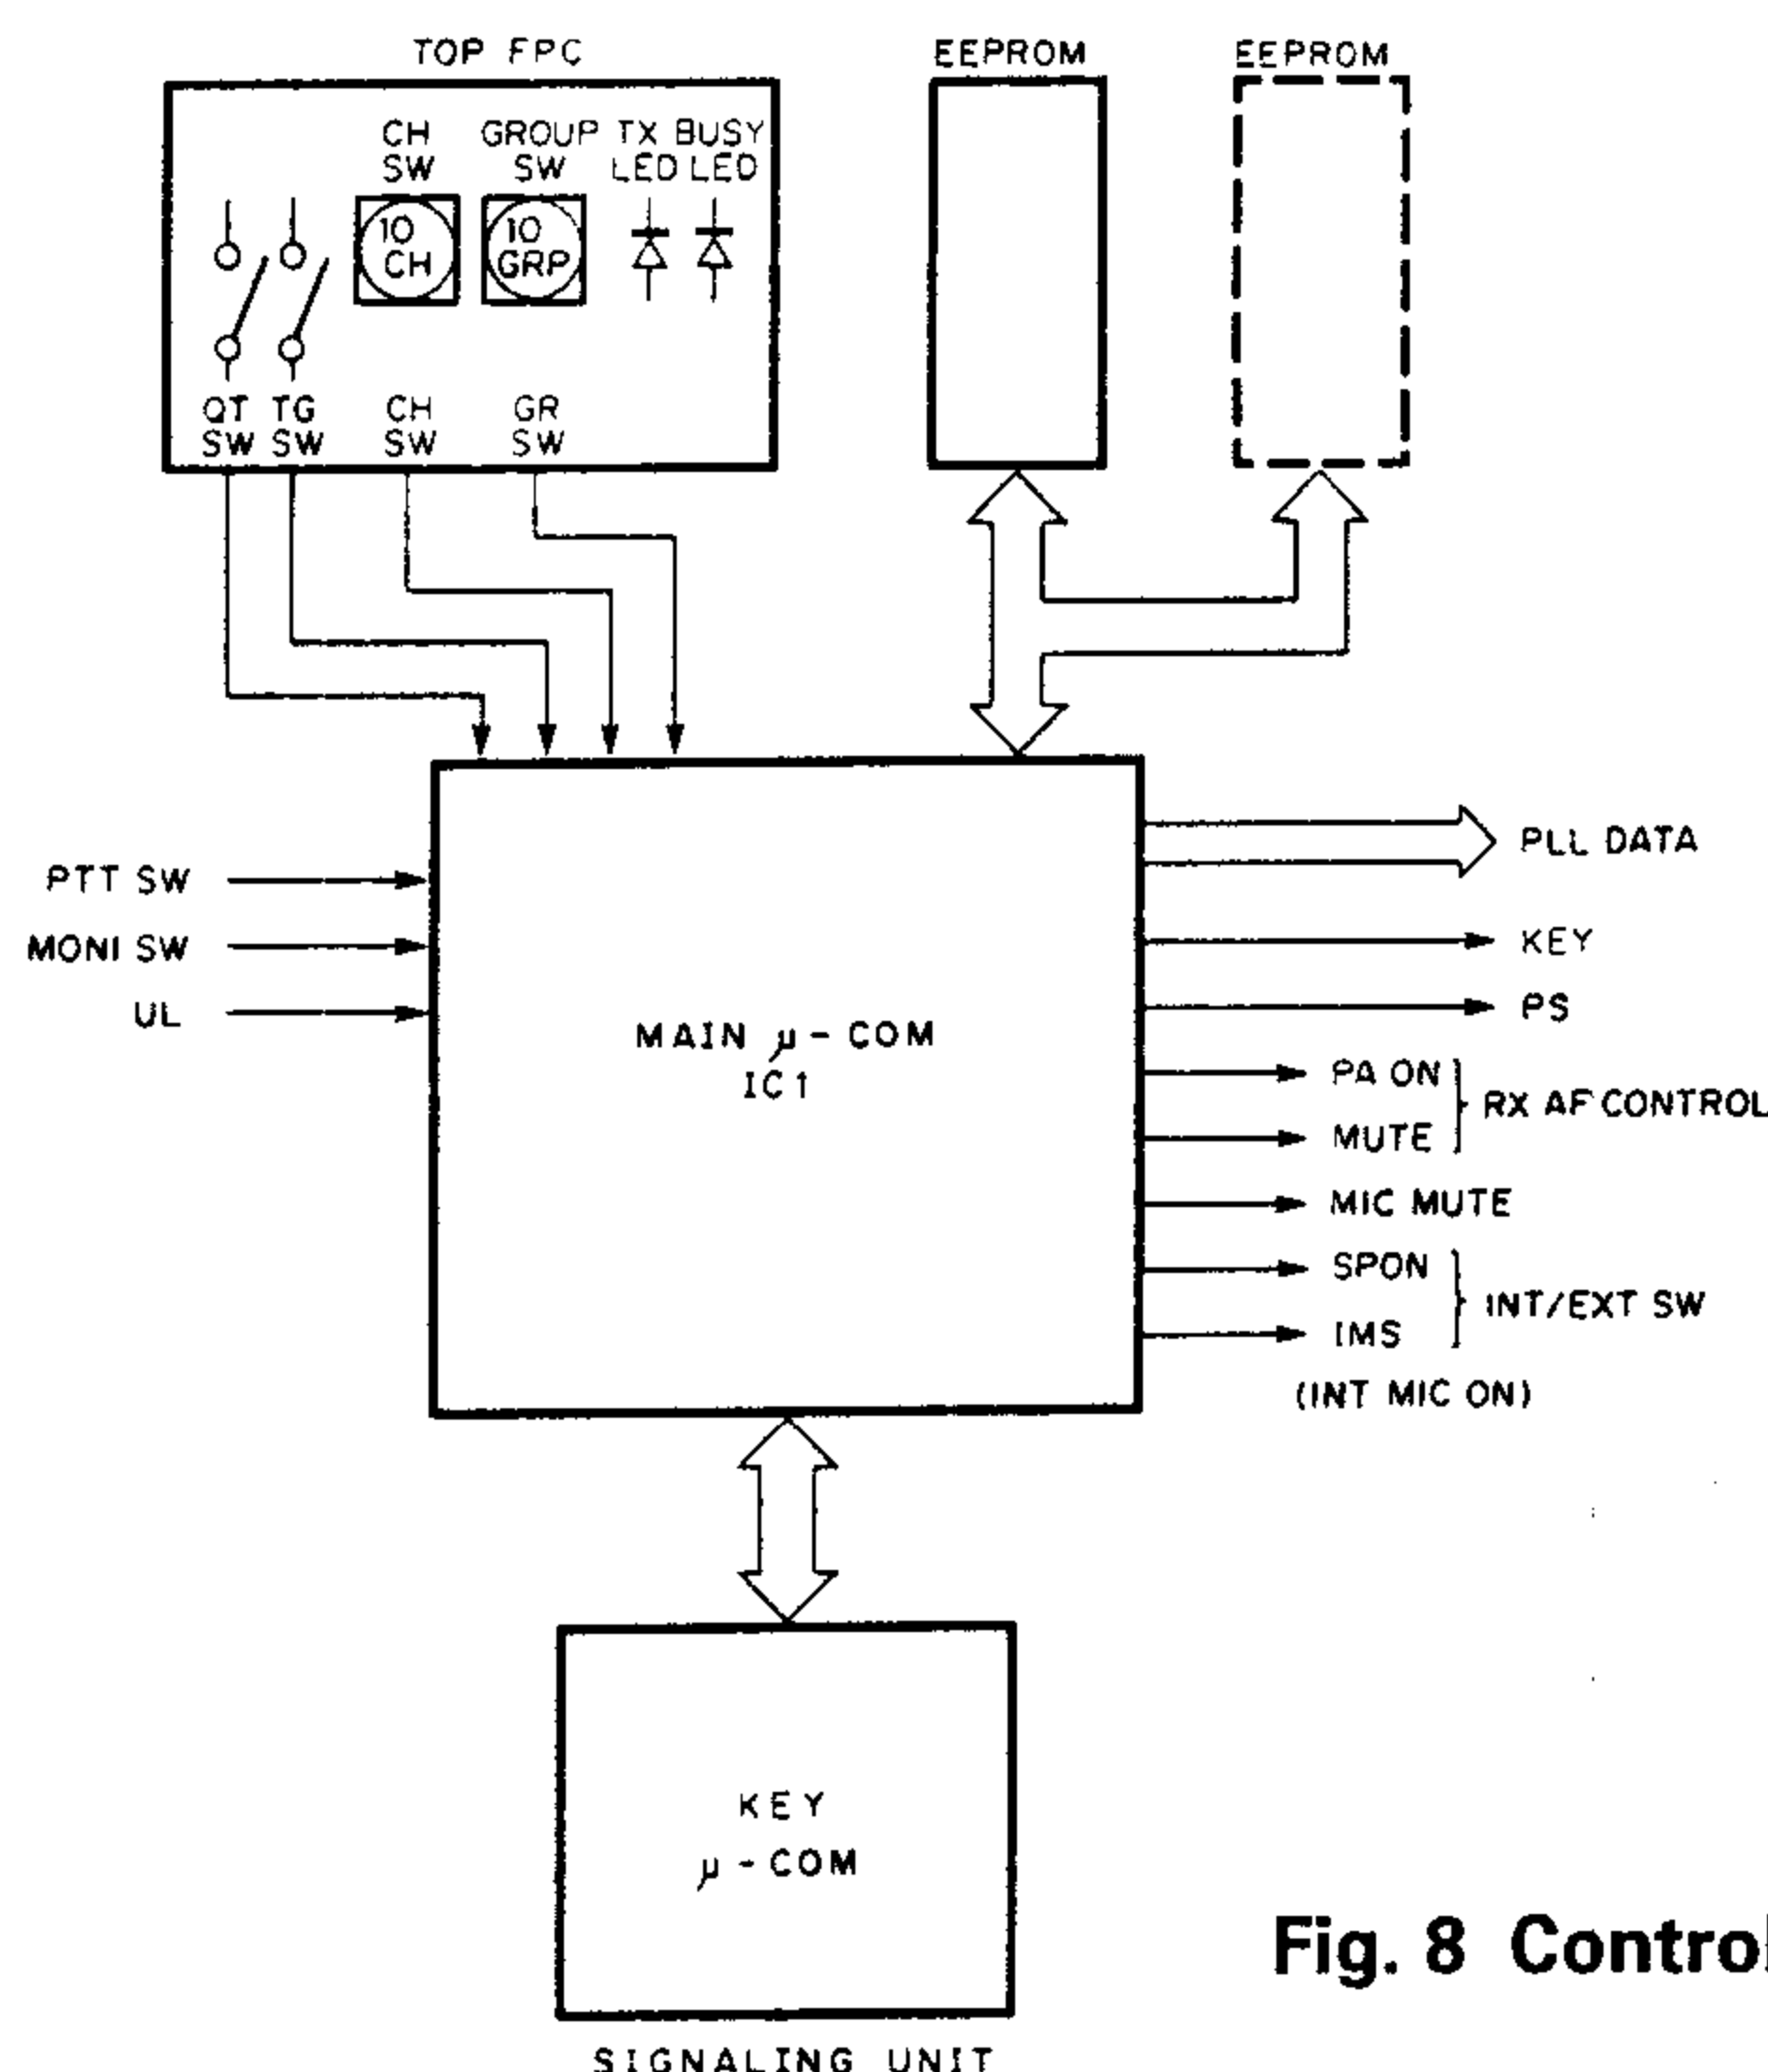 TOP FPC
EEPROM
EEPROM
CH SW
GROUP SW
TX LED
BUSY LED
10 CH
10 GRP
QT SW
TG SW
CH SW
GR SW
PTT SW
MONI SW
UL
MAIN µ-COM
IC1
PLL DATA
KEY
PS
PA ON
MUTE
RX AF CONTROL
MIC MUTE
SPON
IMS
INT/EXT SW
(INT MIC ON)
KEY
µ-COM
SIGNALING UNIT
Fig. 8 Control